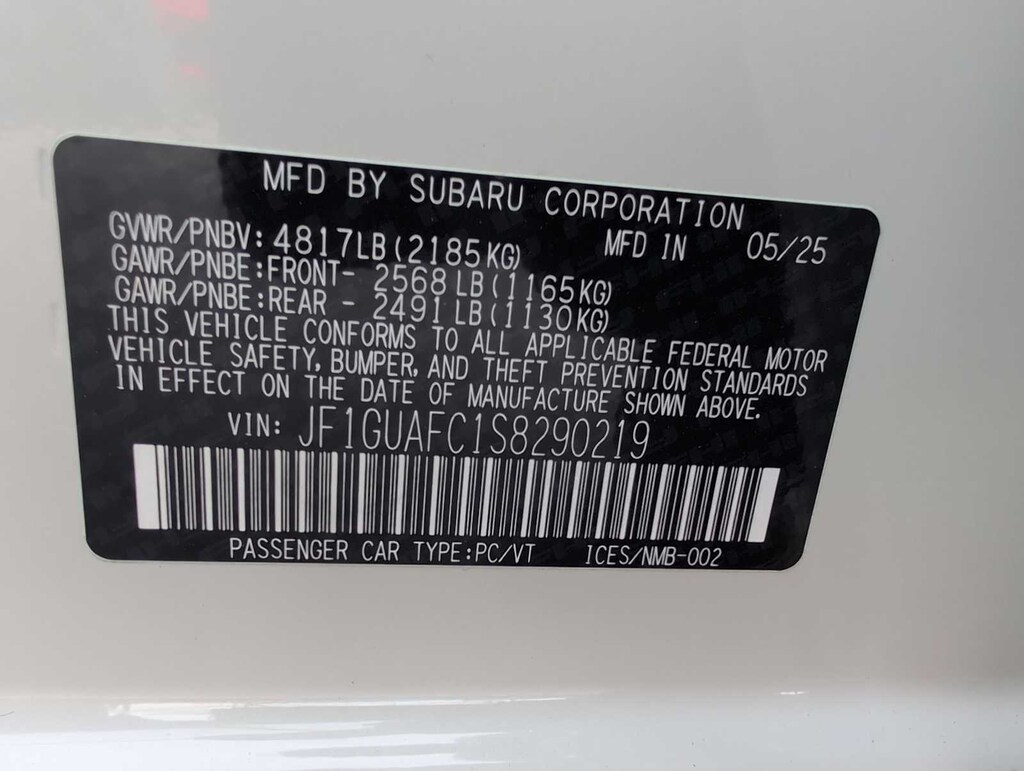 MFD BY SUBARU CORPORATION
GVWR/PNBV: 4817LB (2185KG) MFD IN 05/25
GAWR/PNBE:FRONT- 2568LB (1165KG)
GAWR/PNBE:REAR - 2491LB (1130KG)
THIS VEHICLE CONFORMS TO ALL APPLICABLE FEDERAL MOTOR
VEHICLE SAFETY, BUMPER, AND THEFT PREVENTION STANDARDS
IN EFFECT ON THE DATE OF MANUFACTURE SHOWN ABOVE.
VIN: JF1GUAFC1S8290219
PASSENGER CAR TYPE:PC/VT ICES/NMB-002